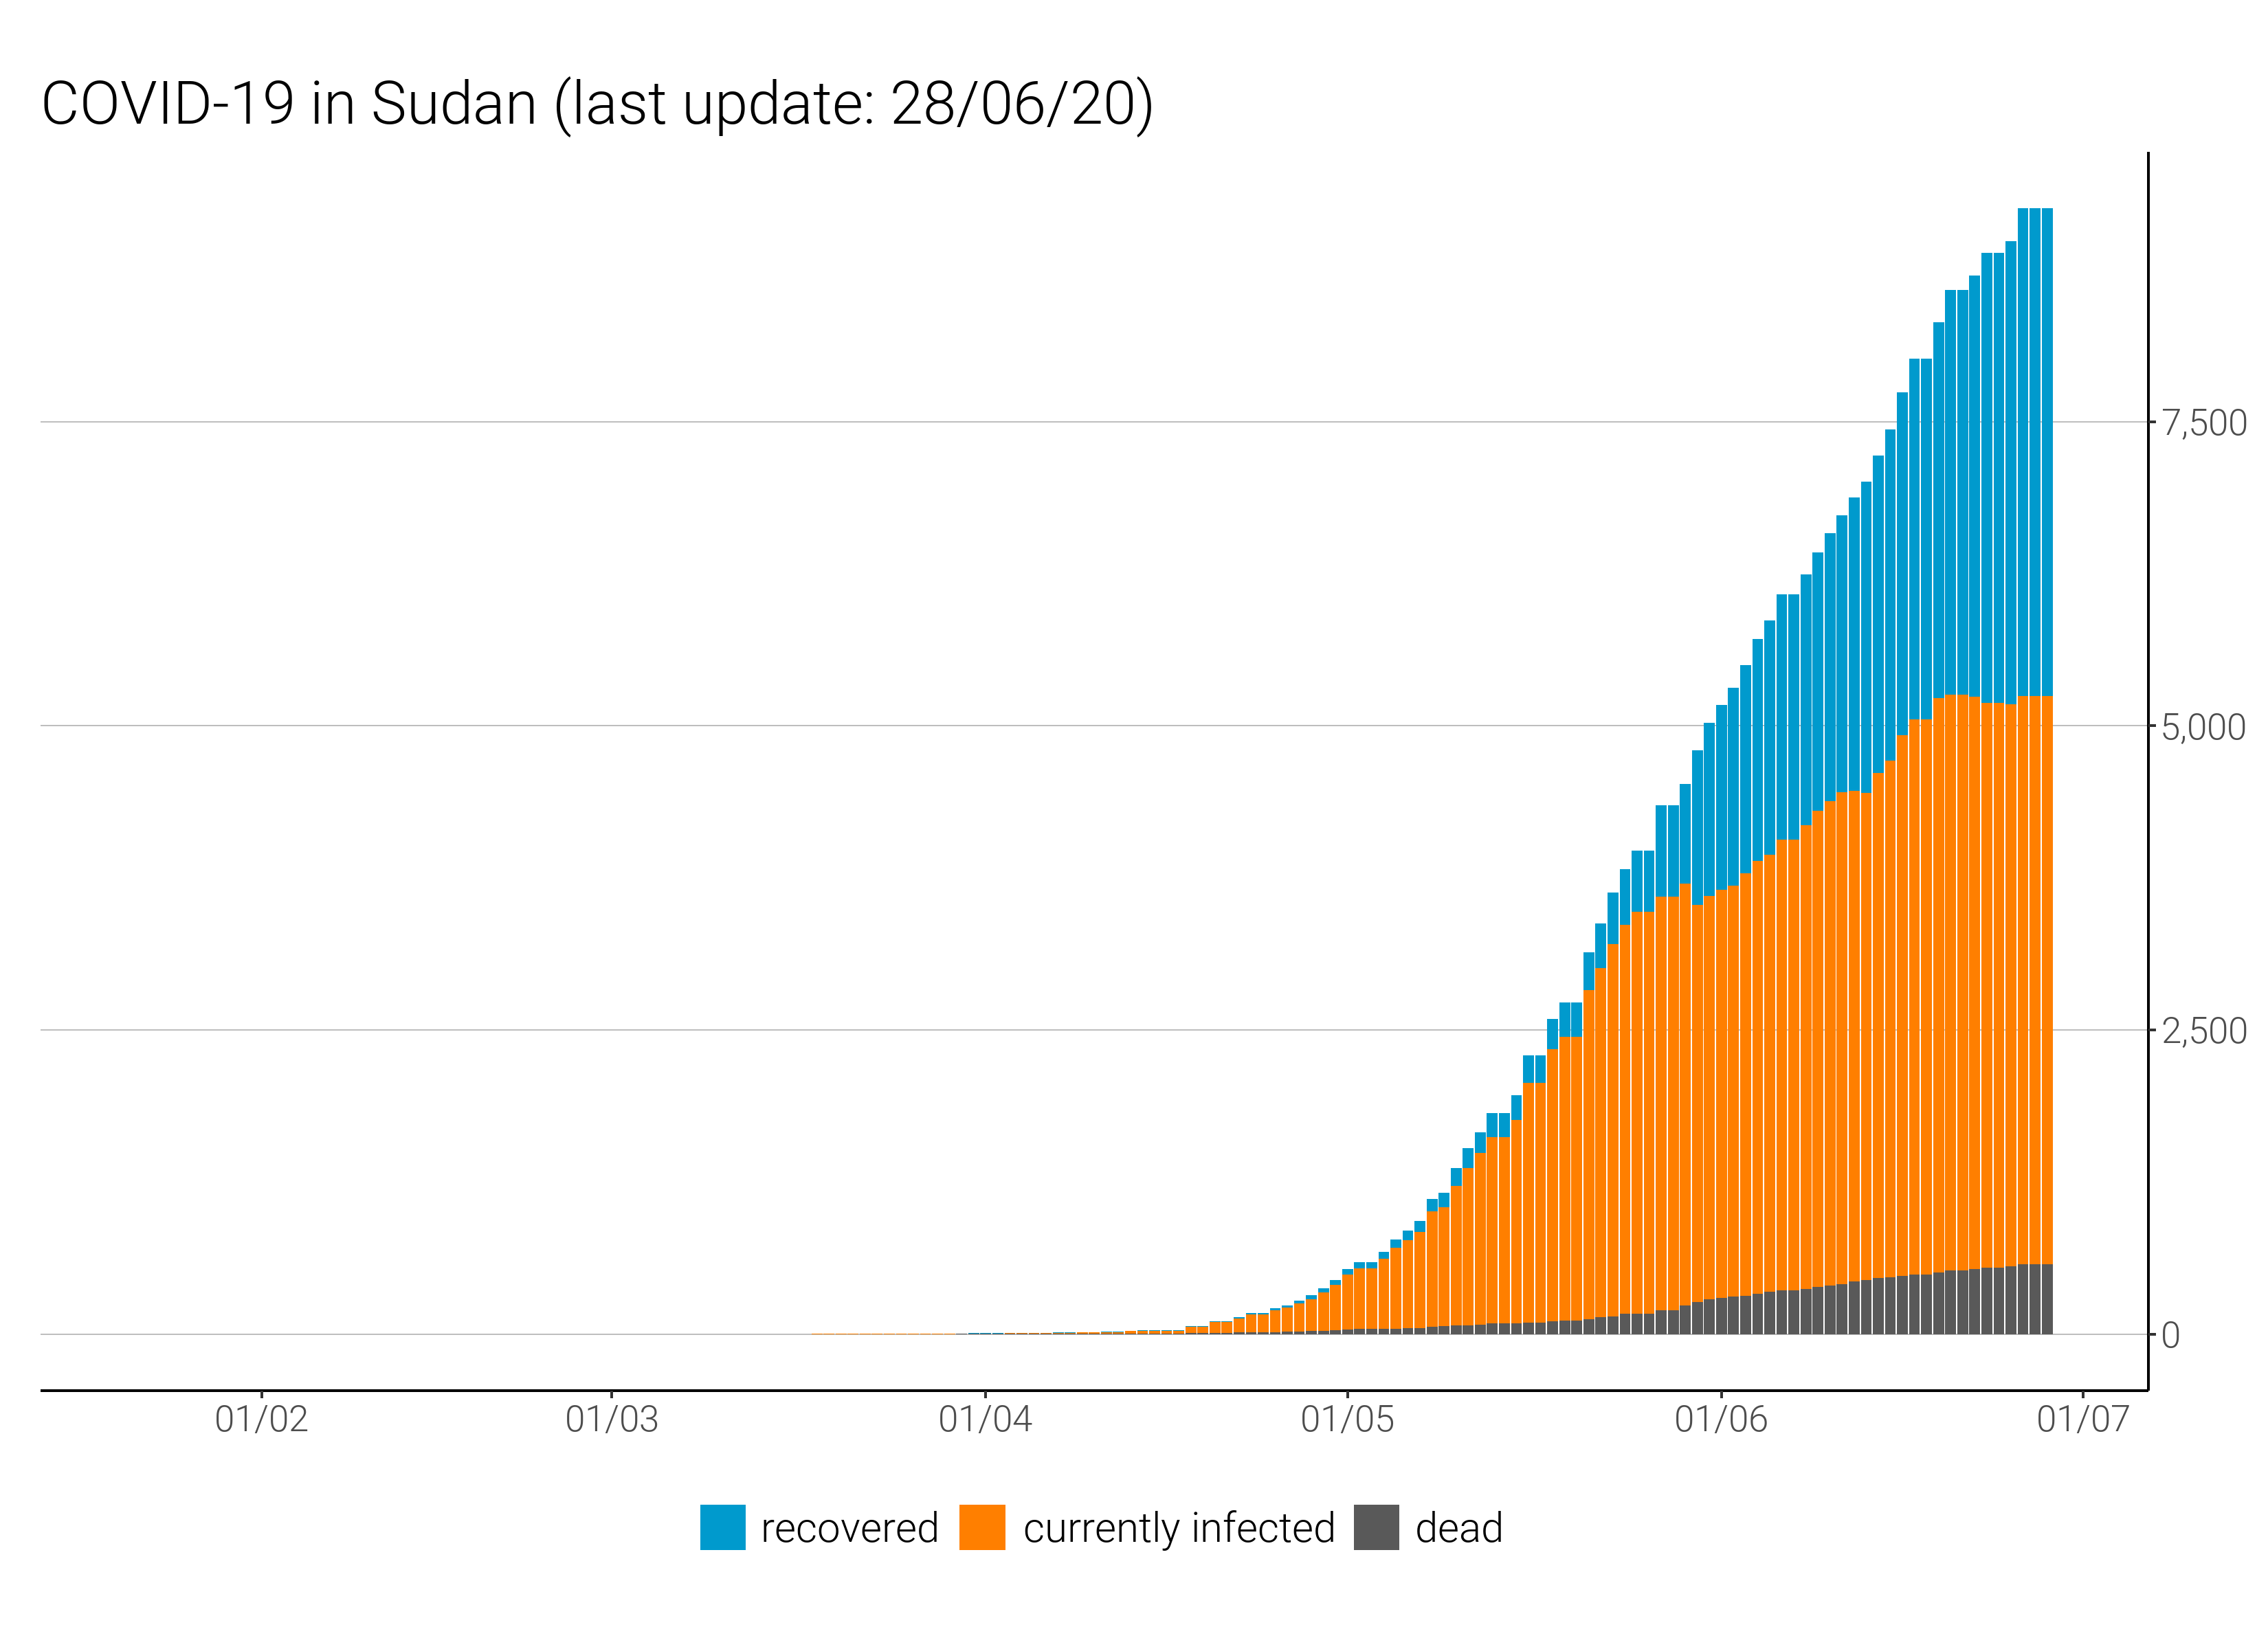 COVID-19 in Sudan (last update: 28/06/20)
7,500
5,000
2,500
0
01/02 01/03 01/04 01/05 01/06 01/07
recovered currently infected dead